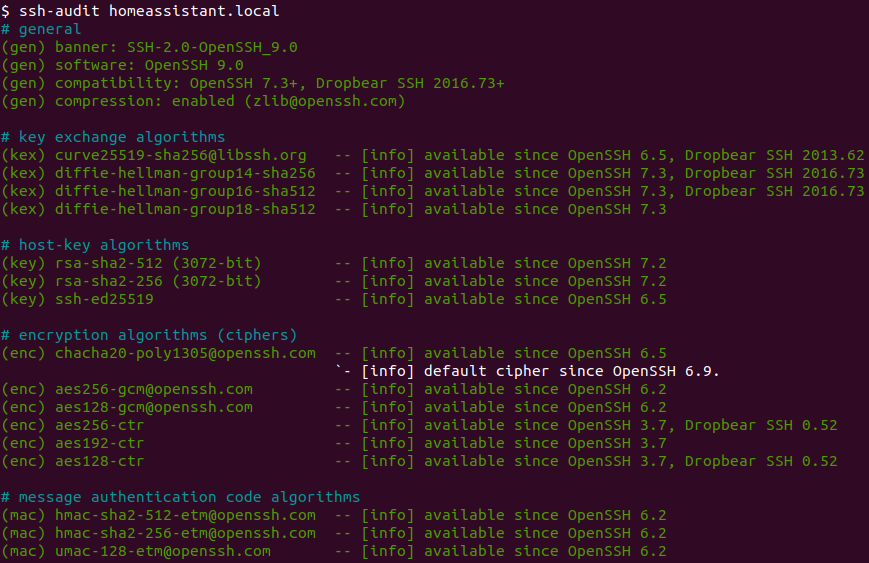 $ ssh-audit homeassistant.local
# general
(gen) banner: SSH-2.0-OpenSSH_9.0
(gen) software: OpenSSH 9.0
(gen) compatibility: OpenSSH 7.3+, Dropbear SSH 2016.73+
(gen) compression: enabled (zlib@openssh.com)

# key exchange algorithms
(kex) curve25519-sha256@libssh.org   -- [info] available since OpenSSH 6.5, Dropbear SSH 2013.62
(kex) diffie-hellman-group14-sha256  -- [info] available since OpenSSH 7.3, Dropbear SSH 2016.73
(kex) diffie-hellman-group16-sha512  -- [info] available since OpenSSH 7.3, Dropbear SSH 2016.73
(kex) diffie-hellman-group18-sha512  -- [info] available since OpenSSH 7.3

# host-key algorithms
(key) rsa-sha2-512 (3072-bit)        -- [info] available since OpenSSH 7.2
(key) rsa-sha2-256 (3072-bit)        -- [info] available since OpenSSH 7.2
(key) ssh-ed25519                    -- [info] available since OpenSSH 6.5

# encryption algorithms (ciphers)
(enc) chacha20-poly1305@openssh.com  -- [info] available since OpenSSH 6.5
                                     `- [info] default cipher since OpenSSH 6.9.
(enc) aes256-gcm@openssh.com         -- [info] available since OpenSSH 6.2
(enc) aes128-gcm@openssh.com         -- [info] available since OpenSSH 6.2
(enc) aes256-ctr                     -- [info] available since OpenSSH 3.7, Dropbear SSH 0.52
(enc) aes192-ctr                     -- [info] available since OpenSSH 3.7
(enc) aes128-ctr                     -- [info] available since OpenSSH 3.7, Dropbear SSH 0.52

# message authentication code algorithms
(mac) hmac-sha2-512-etm@openssh.com  -- [info] available since OpenSSH 6.2
(mac) hmac-sha2-256-etm@openssh.com  -- [info] available since OpenSSH 6.2
(mac) umac-128-etm@openssh.com       -- [info] available since OpenSSH 6.2